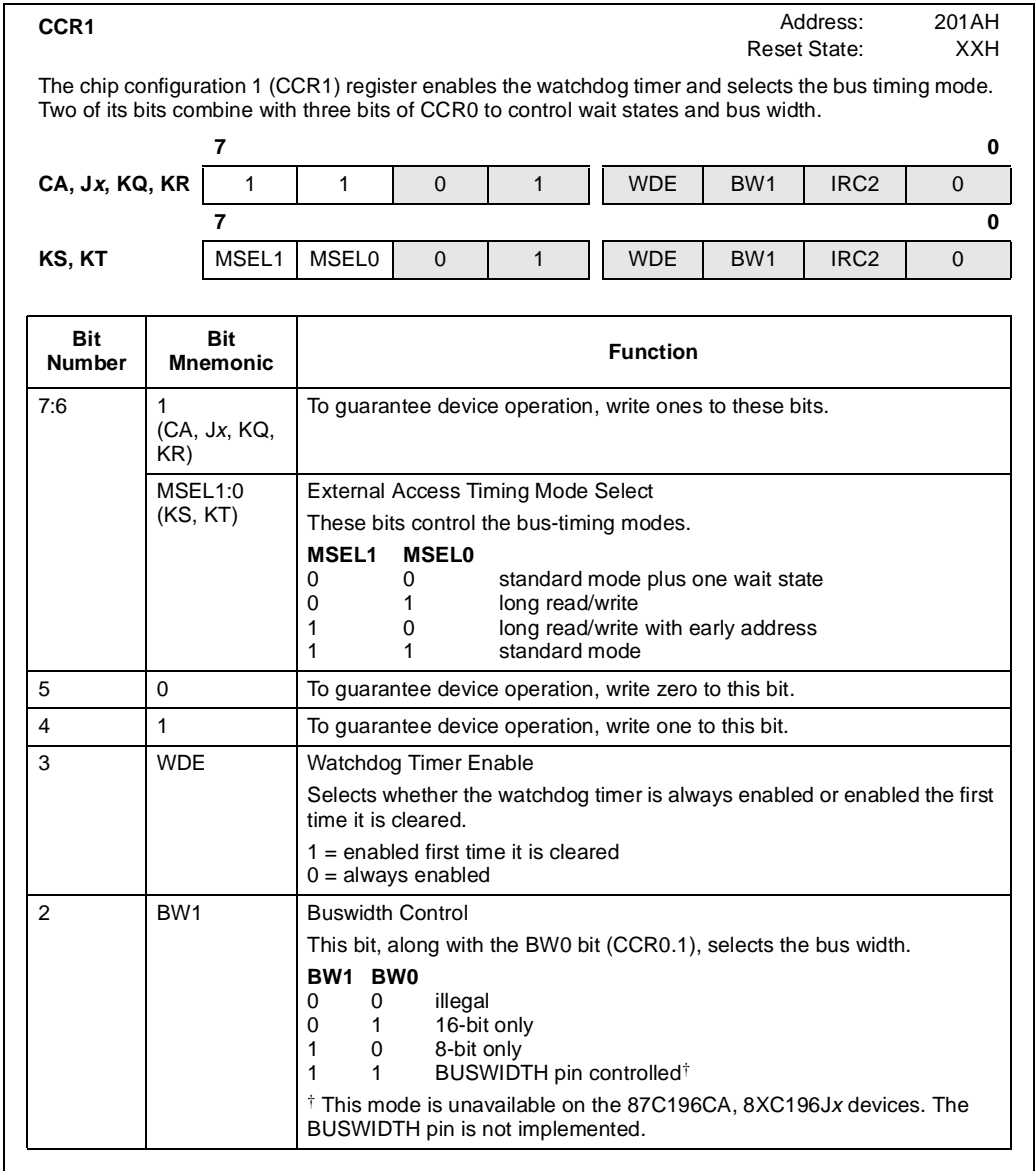 CCR1
Address: 201AH
Reset State: XXH
The chip configuration 1 (CCR1) register enables the watchdog timer and selects the bus timing mode.
Two of its bits combine with three bits of CCR0 to control wait states and bus width.
7 0
CA, Jx, KQ, KR 1 1 0 1 WDE BW1 IRC2 0
7 0
KS, KT MSEL1 MSEL0 0 1 WDE BW1 IRC2 0
Bit Number Bit Mnemonic Function
7:6 1 To guarantee device operation, write ones to these bits.
(CA, Jx, KQ,
KR)
MSEL1:0 External Access Timing Mode Select
(KS, KT) These bits control the bus-timing modes.
MSEL1 MSEL0
0 0 standard mode plus one wait state
0 1 long read/write
1 0 long read/write with early address
1 1 standard mode
5 0 To guarantee device operation, write zero to this bit.
4 1 To guarantee device operation, write one to this bit.
3 WDE Watchdog Timer Enable
Selects whether the watchdog timer is always enabled or enabled the first
time it is cleared.
1 = enabled first time it is cleared
0 = always enabled
2 BW1 Buswidth Control
This bit, along with the BW0 bit (CCR0.1), selects the bus width.
BW1 BW0
0 0 illegal
0 1 16-bit only
1 0 8-bit only
1 1 BUSWIDTH pin controlled†
† This mode is unavailable on the 87C196CA, 8XC196Jx devices. The
BUSWIDTH pin is not implemented.